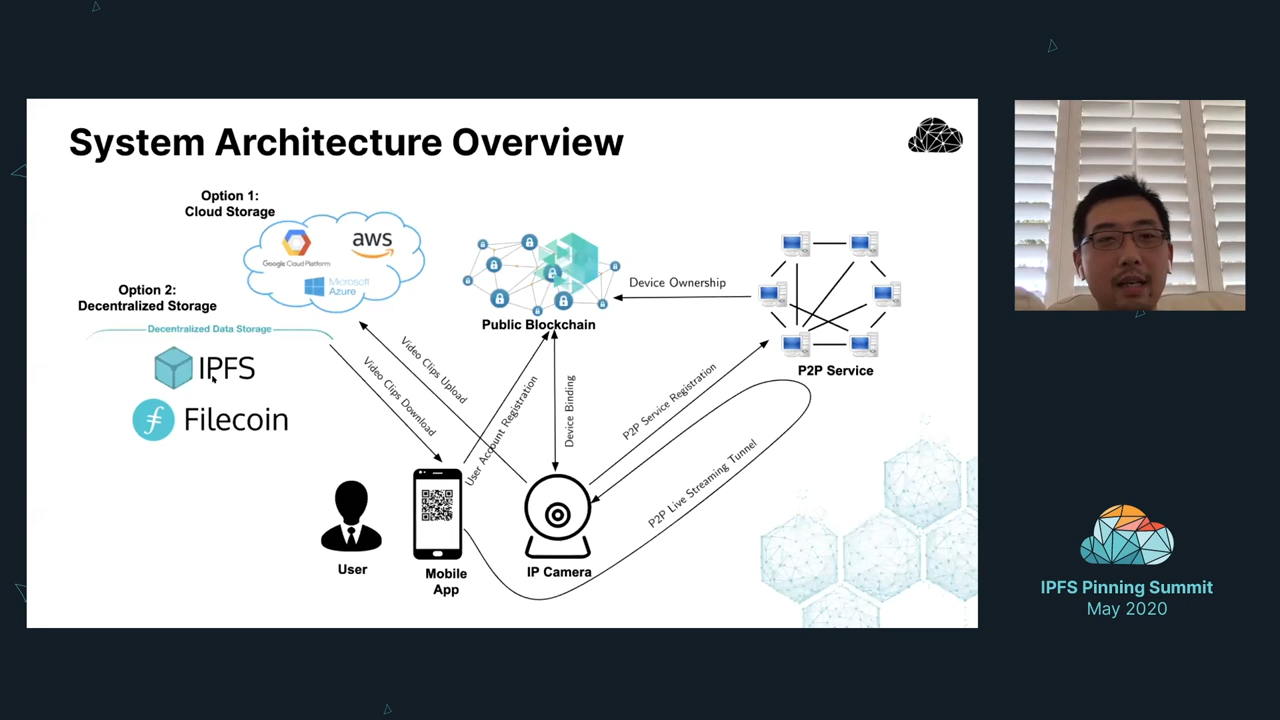 System Architecture Overview
Option 1:
Cloud Storage
Google Cloud Platform
aws
Microsoft
Azure
Option 2:
Decentralized Storage
Decentralized Data Storage
IPFS
Filecoin
Public Blockchain
Device Ownership
P2P Service
Video Clips Upload
Video Clips Download
User Account Registration
Device Binding
P2P Service Registration
P2P Live Streaming Tunnel
User
Mobile
App
IP Camera
IPFS Pinning Summit
May 2020